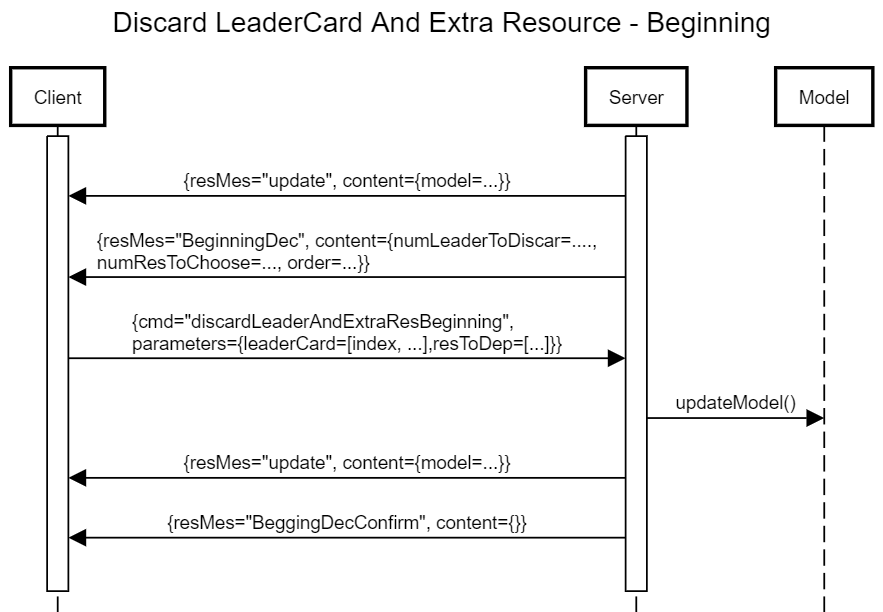 Discard LeaderCard And Extra Resource - Beginning
Client
Server
Model
{resMes="update", content={model=...}}
{resMes="BeginningDec", content={numLeaderToDiscar=....,
numResToChoose=..., order=...}}
{cmd="discardLeaderAndExtraResBeginning",
parameters={leaderCard=[index, ...],resToDep=[...]}}
updateModel()
{resMes="update", content={model=...}}
{resMes="BeggingDecConfirm", content={}}